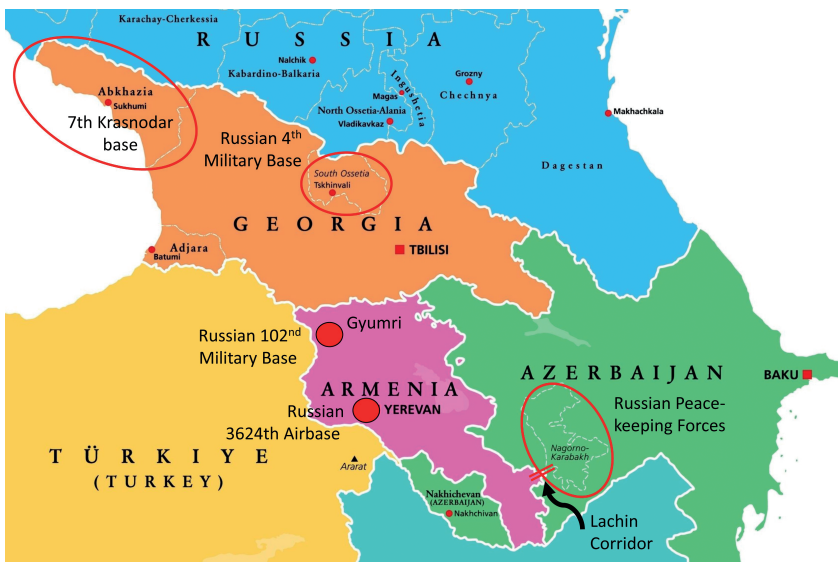 Karachay-Cherkessia
RUSSIA
Nalchik
Kabardino-Balkaria
Ingushetia
Grozny
Chechnya
Magas
North Ossetia-Alania
Vladikavkaz
Makhachkala
Dagestan
Abkhazia
Sukhumi
7th Krasnodar
base
Russian 4th
Military Base
South Ossetia
Tskhinvali
GEORGIA
TBILISI
Adjara
Batumi
Russian 102nd
Military Base
Gyumri
ARMENIA
YEREVAN
Russian
3624th Airbase
AZERBAIJAN
BAKU
Russian Peace-
keeping Forces
Nagorno-
Karabakh
TÜRKIYE
(TURKEY)
Ararat
Nakhichevan
(AZERBAIJAN)
Nakhchivan
Lachin
Corridor